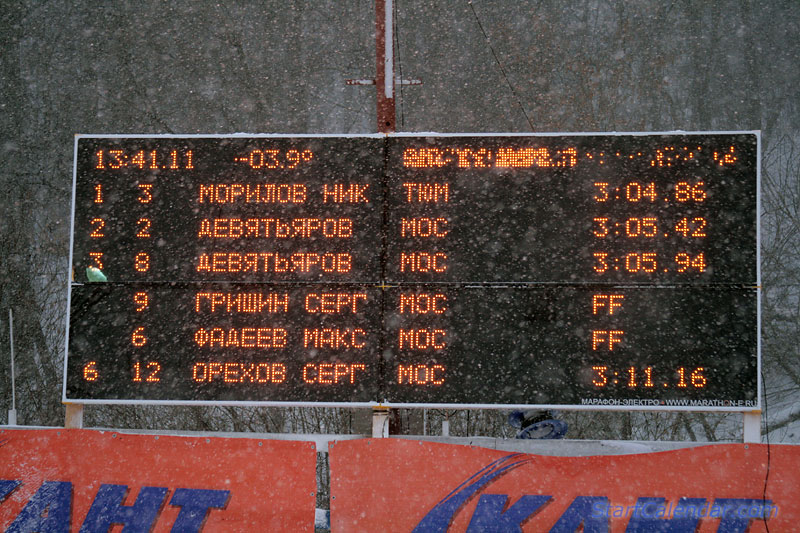 13:41.11 -03.9°
1 3 МОРИЛОВ НИК ТЮМ 3:04.86
2 2 ДЕВЯТЬЯРОВ МОС 3:05.42
3 8 ДЕВЯТЬЯРОВ МОС 3:05.94
9 ГРИШИН СЕРГ МОС FF
6 ФАДЕЕВ МАКС МОС FF
6 12 ОРЕХОВ СЕРГ МОС 3:11.16
МАРАФОН-ЭЛЕКТРО - WWW.MARATHON-E.RU
КАНТ КАНТ КАНТ
StartCalendar.com